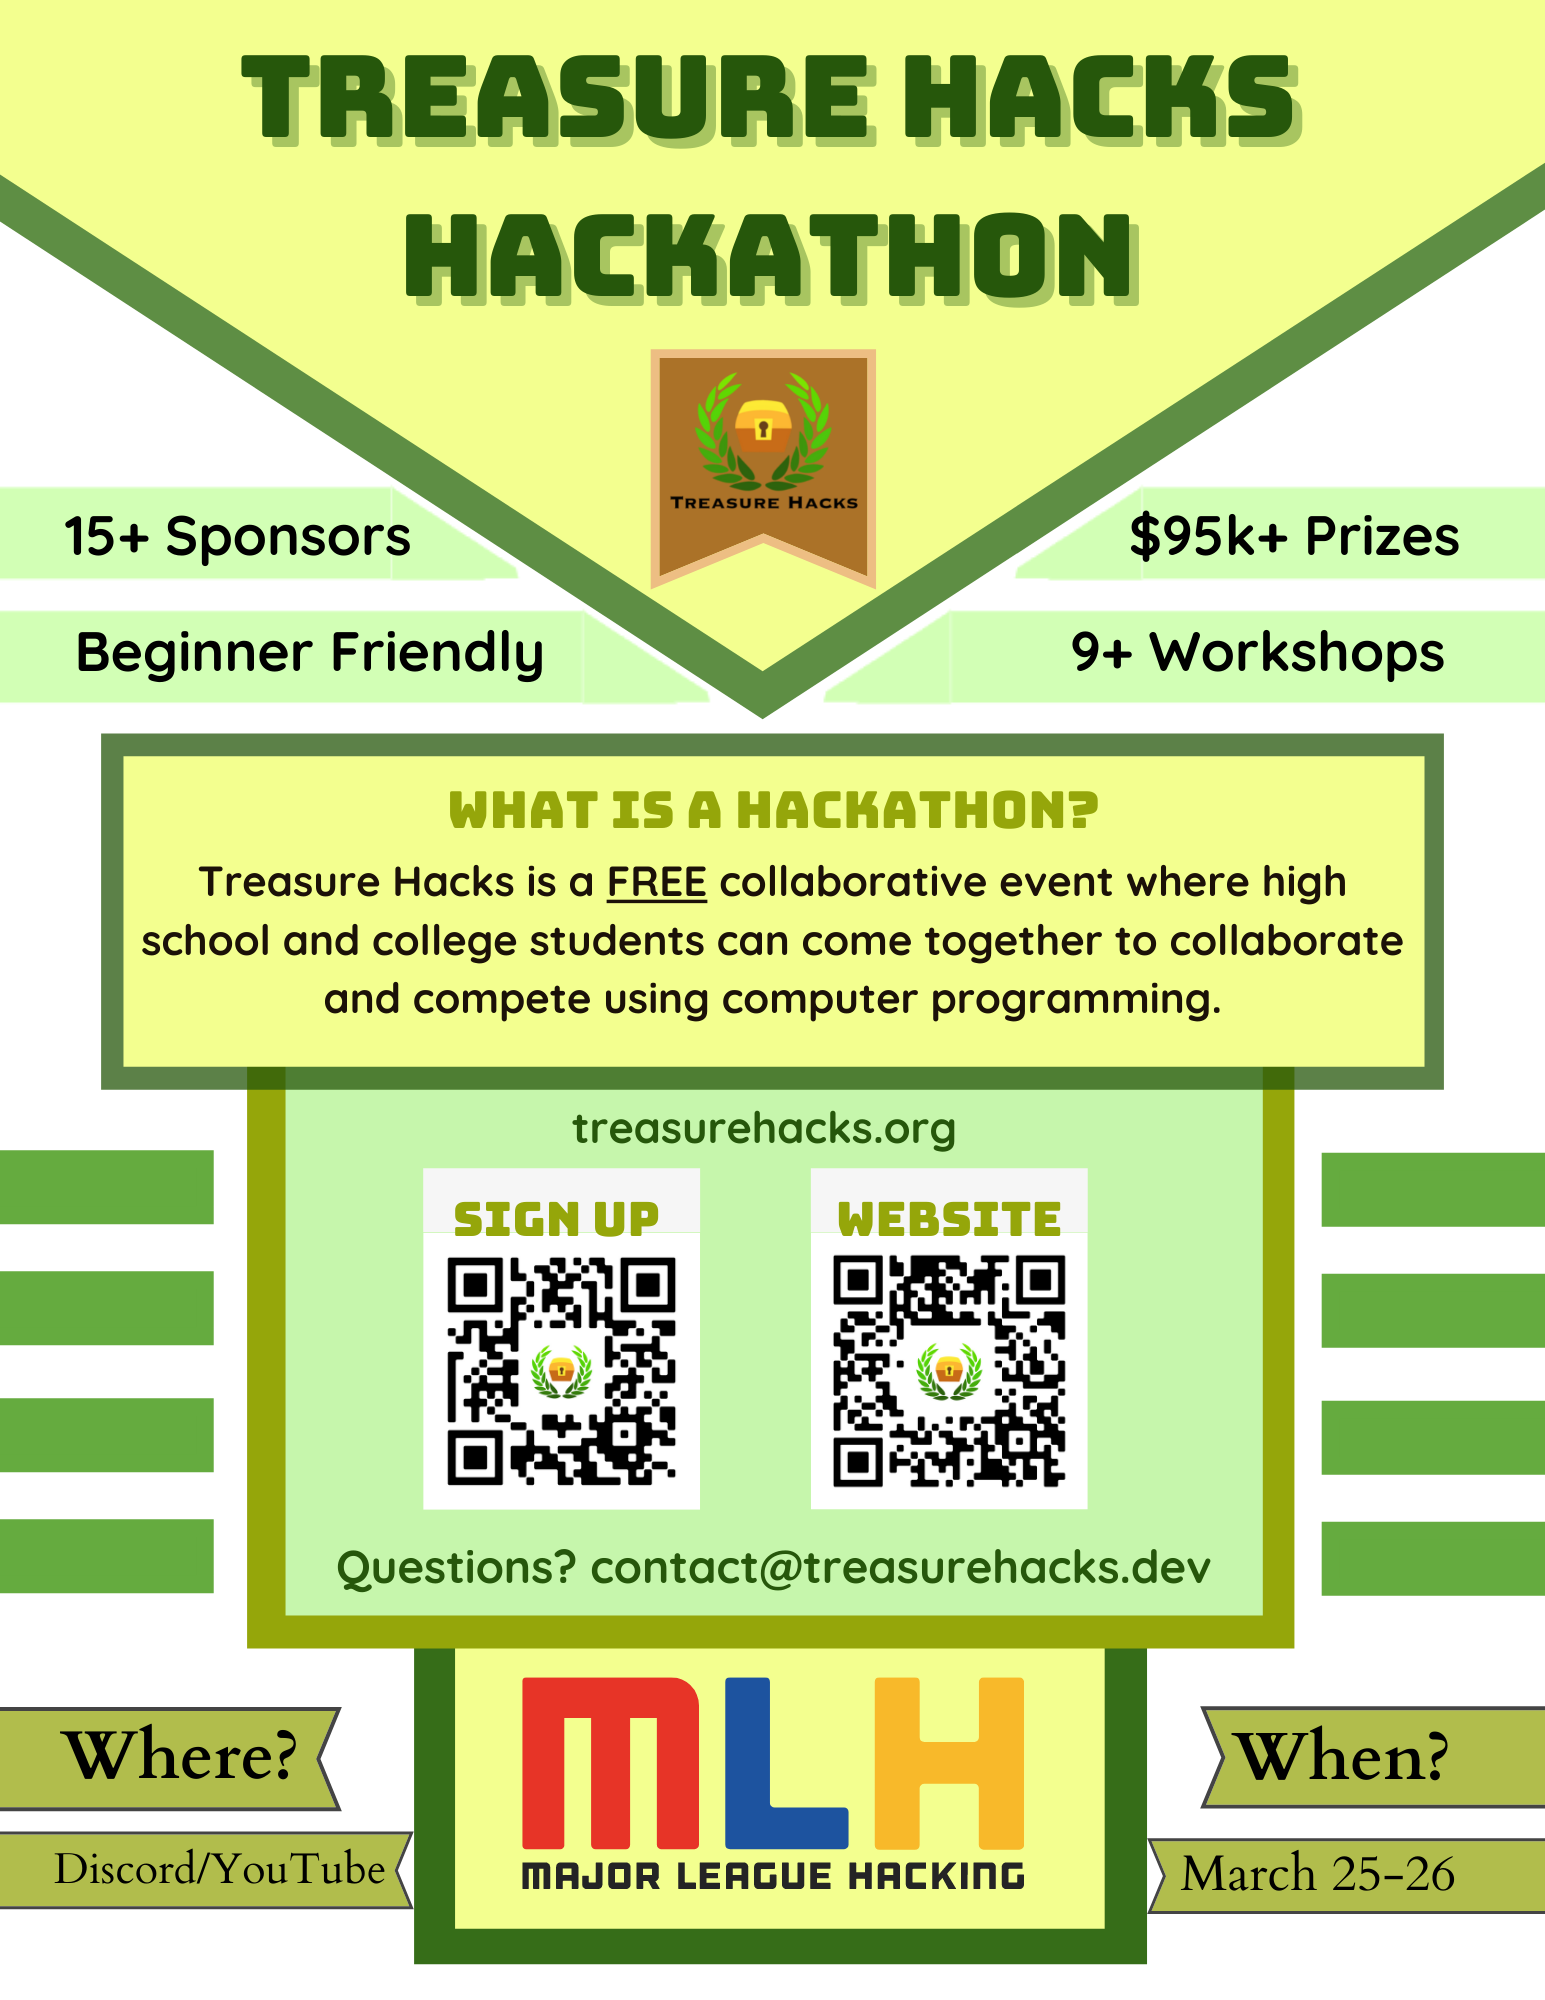 TREASURE HACKS
HACKATHON
TREASURE HACKS
15+ Sponsors
$95k+ Prizes
Beginner Friendly
9+ Workshops
WHAT IS A HACKATHON?
Treasure Hacks is a FREE collaborative event where high
school and college students can come together to collaborate
and compete using computer programming.
treasurehacks.org
SIGN UP
WEBSITE
Questions? contact@treasurehacks.dev
Where?
Discord/YouTube
MLH
MAJOR LEAGUE HACKING
When?
March 25-26